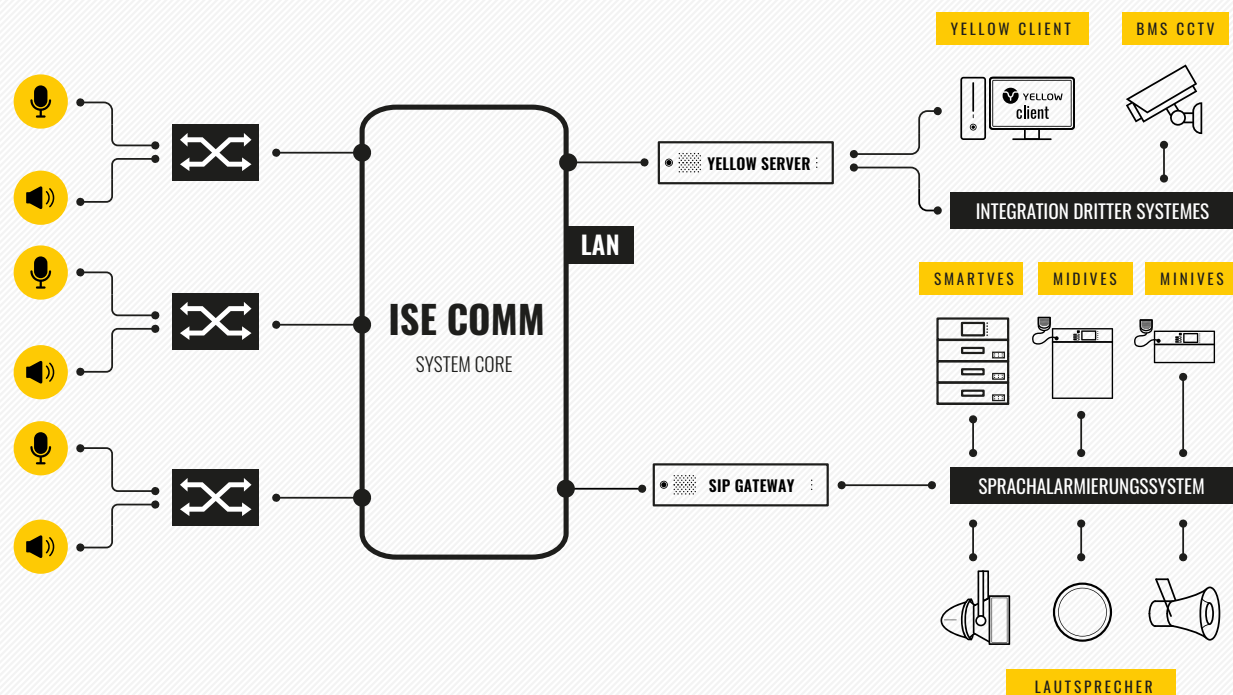 YELLOW CLIENT
BMS CCTV
YELLOW
client
YELLOW SERVER
INTEGRATION DRITTER SYSTEMES
LAN
ISE COMM
SYSTEM CORE
SMARTVES
MIDIVES
MINIVES
SIP GATEWAY
SPRACHALARMIERUNGSSYSTEM
LAUTSPRECHER